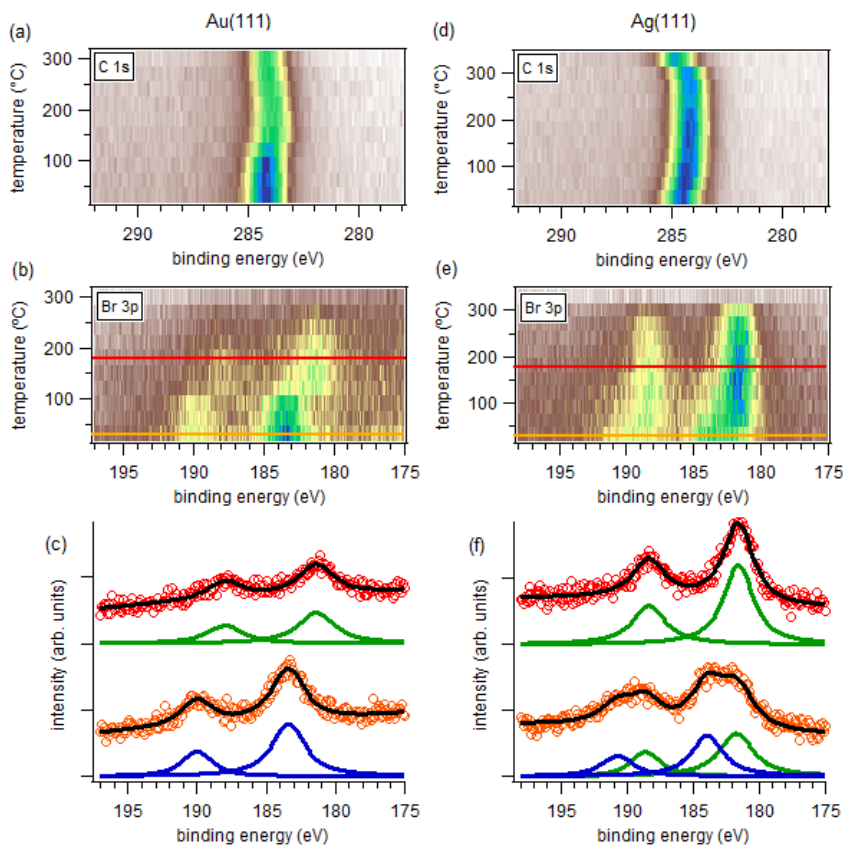 Au(111)
Ag(111)
(a)
C 1s
temperature (°C)
300
200
100
290
285
280
binding energy (eV)
(d)
C 1s
temperature (°C)
300
200
100
290
285
280
binding energy (eV)
(b)
Br 3p
temperature (ºC)
300
200
100
195
190
185
180
175
binding energy (eV)
(e)
Br 3p
temperature (ºC)
300
200
100
195
190
185
180
175
binding energy (eV)
(c)
intensity (arb. units)
195
190
185
180
175
binding energy (eV)
(f)
intensity (arb. units)
195
190
185
180
175
binding energy (eV)